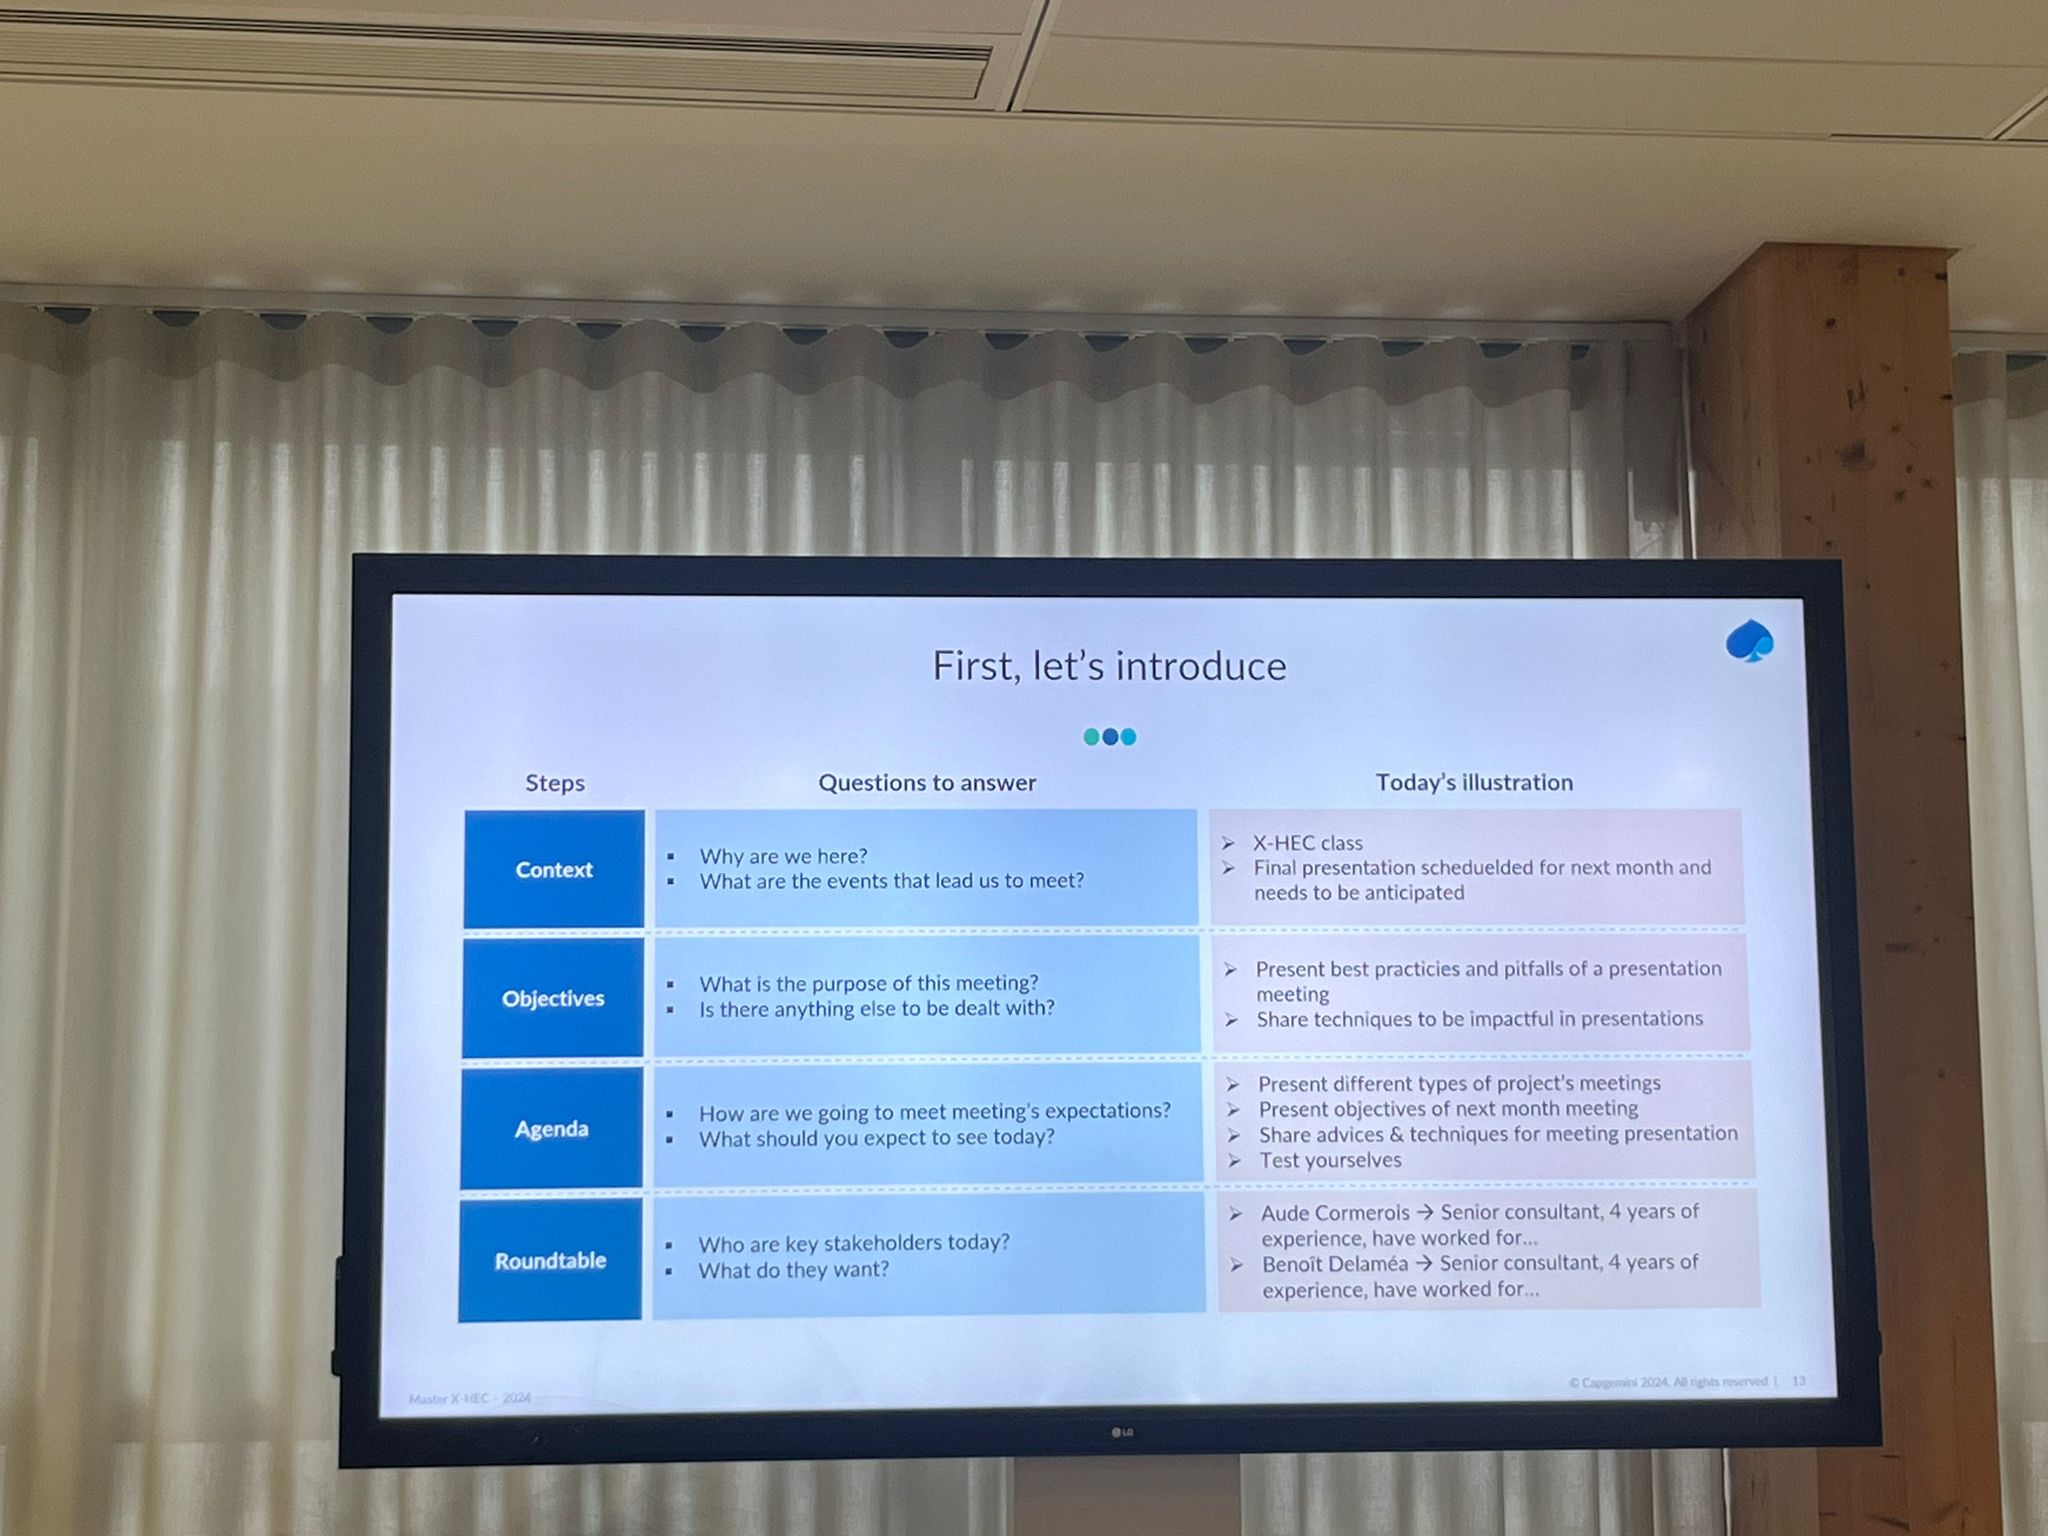 First, let's introduce
Steps
Questions to answer
Today's illustration
Context
Why are we here?
What are the events that lead us to meet?
X-HEC class
Final presentation scheduelded for next month and
needs to be anticipated
Objectives
What is the purpose of this meeting?
Is there anything else to be dealt with?
Present best practicies and pitfalls of a presentation
meeting
Share techniques to be impactful in presentations
Agenda
How are we going to meet meeting's expectations?
What should you expect to see today?
Present different types of project's meetings
Present objectives of next month meeting
Share advices & techniques for meeting presentation
Test yourselves
Roundtable
Who are key stakeholders today?
What do they want?
Aude Cormerois → Senior consultant, 4 years of
experience, have worked for...
Benoît Delaméa → Senior consultant, 4 years of
experience, have worked for...
Master X-HEC – 2024
© Capgemini 2024. All rights reserved | 13
LG